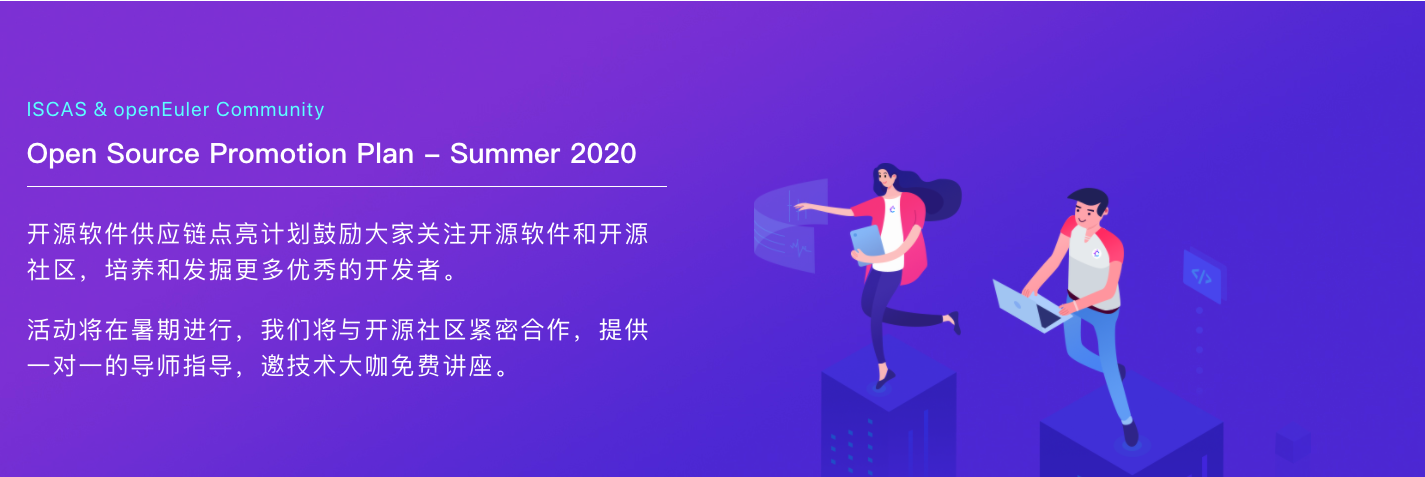 ISCAS & openEuler Community
Open Source Promotion Plan – Summer 2020
开源软件供应链点亮计划鼓励大家关注开源软件和开源
社区，培养和发掘更多优秀的开发者。
活动将在暑期进行，我们将与开源社区紧密合作，提供
一对一的导师指导，邀技术大咖免费讲座。
</>